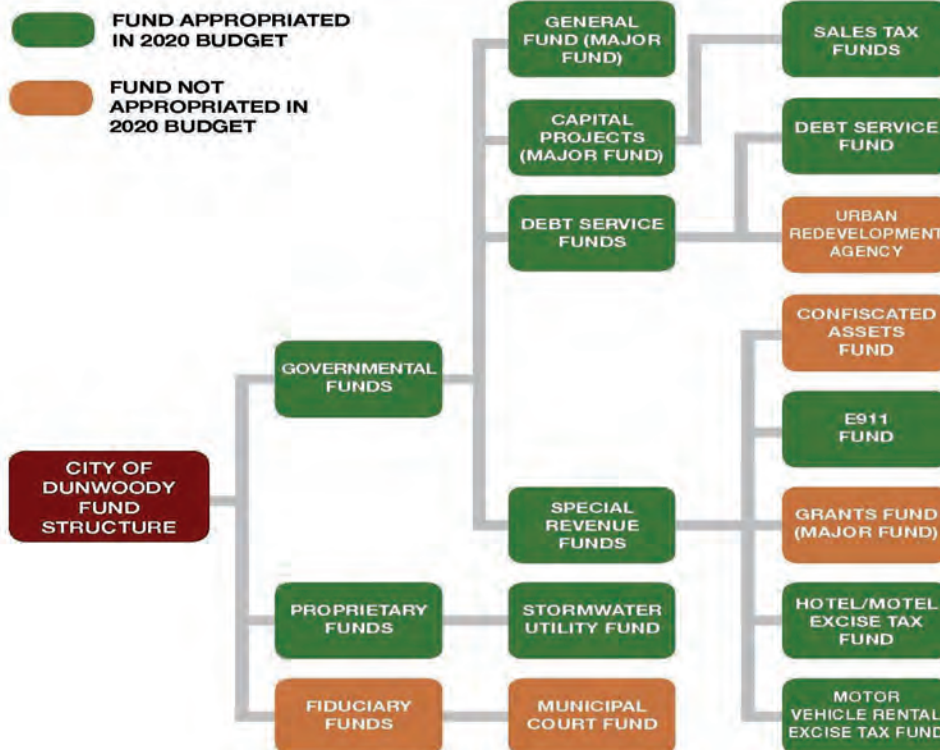 FUND APPROPRIATED
IN 2020 BUDGET
FUND NOT
APPROPRIATED IN
2020 BUDGET
CITY OF
DUNWOODY
FUND
STRUCTURE
GOVERNMENTAL
FUNDS
PROPRIETARY
FUNDS
FIDUCIARY
FUNDS
GENERAL
FUND (MAJOR
FUND)
CAPITAL
PROJECTS
(MAJOR FUND)
DEBT SERVICE
FUNDS
SPECIAL
REVENUE
FUNDS
STORMWATER
UTILITY FUND
MUNICIPAL
COURT FUND
SALES TAX
FUNDS
DEBT SERVICE
FUND
URBAN
REDEVELOPMENT
AGENCY
CONFISCATED
ASSETS
FUND
E911
FUND
GRANTS FUND
(MAJOR FUND)
HOTEL/MOTEL
EXCISE TAX
FUND
MOTOR
VEHICLE RENTAL
EXCISE TAX FUND